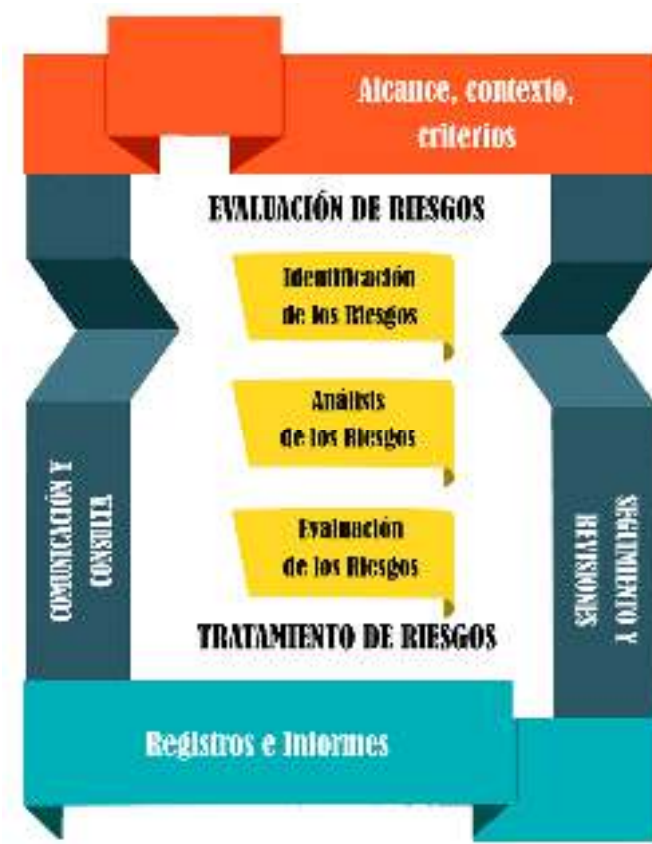 Alcance, contexto,
criterios
EVALUACIÓN DE RIESGOS
Identificación
de los Riesgos
Análisis
de los Riesgos
Evaluación
de los Riesgos
COMUNICACIÓN Y
CONSULTA
SEGUIMIENTO Y
REVISIONES
TRATAMIENTO DE RIESGOS
Registros e Informes